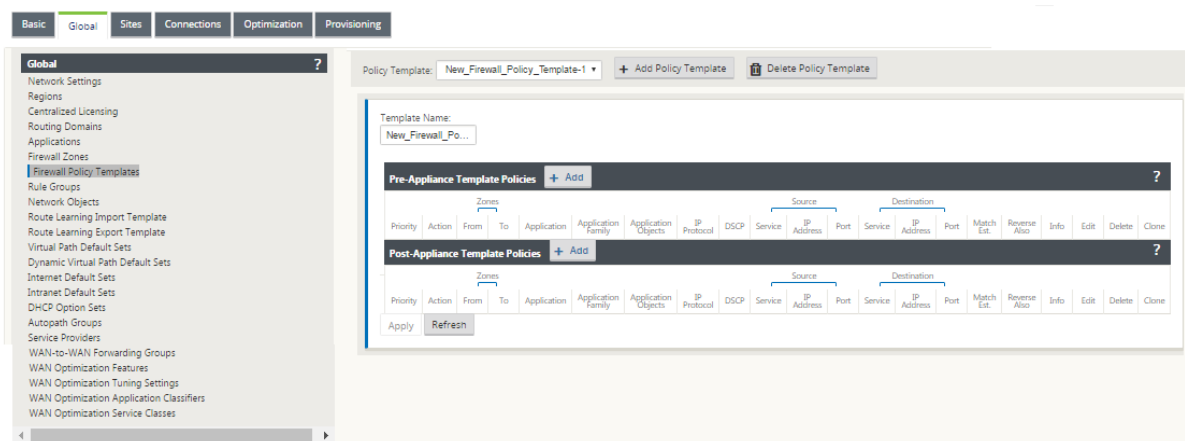 Basic Global Sites Connections Optimization Provisioning
Global ?
Network Settings
Regions
Centralized Licensing
Routing Domains
Applications
Firewall Zones
Firewall Policy Templates
Rule Groups
Network Objects
Route Learning Import Template
Route Learning Export Template
Virtual Path Default Sets
Dynamic Virtual Path Default Sets
Internet Default Sets
Intranet Default Sets
DHCP Option Sets
Autopath Groups
Service Providers
WAN-to-WAN Forwarding Groups
WAN Optimization Features
WAN Optimization Tuning Settings
WAN Optimization Application Classifiers
WAN Optimization Service Classes
Policy Template: New_Firewall_Policy_Template-1 + Add Policy Template Delete Policy Template
Template Name:
New_Firewall_Po...
Pre-Appliance Template Policies + Add ?
Zones Source Destination
Priority Action From To Application Application Family Application Objects IP Protocol DSCP Service IP Address Port Service IP Address Port Match Est. Reverse Also Info Edit Delete Clone
Post-Appliance Template Policies + Add ?
Zones Source Destination
Priority Action From To Application Application Family Application Objects IP Protocol DSCP Service IP Address Port Service IP Address Port Match Est. Reverse Also Info Edit Delete Clone
Apply Refresh